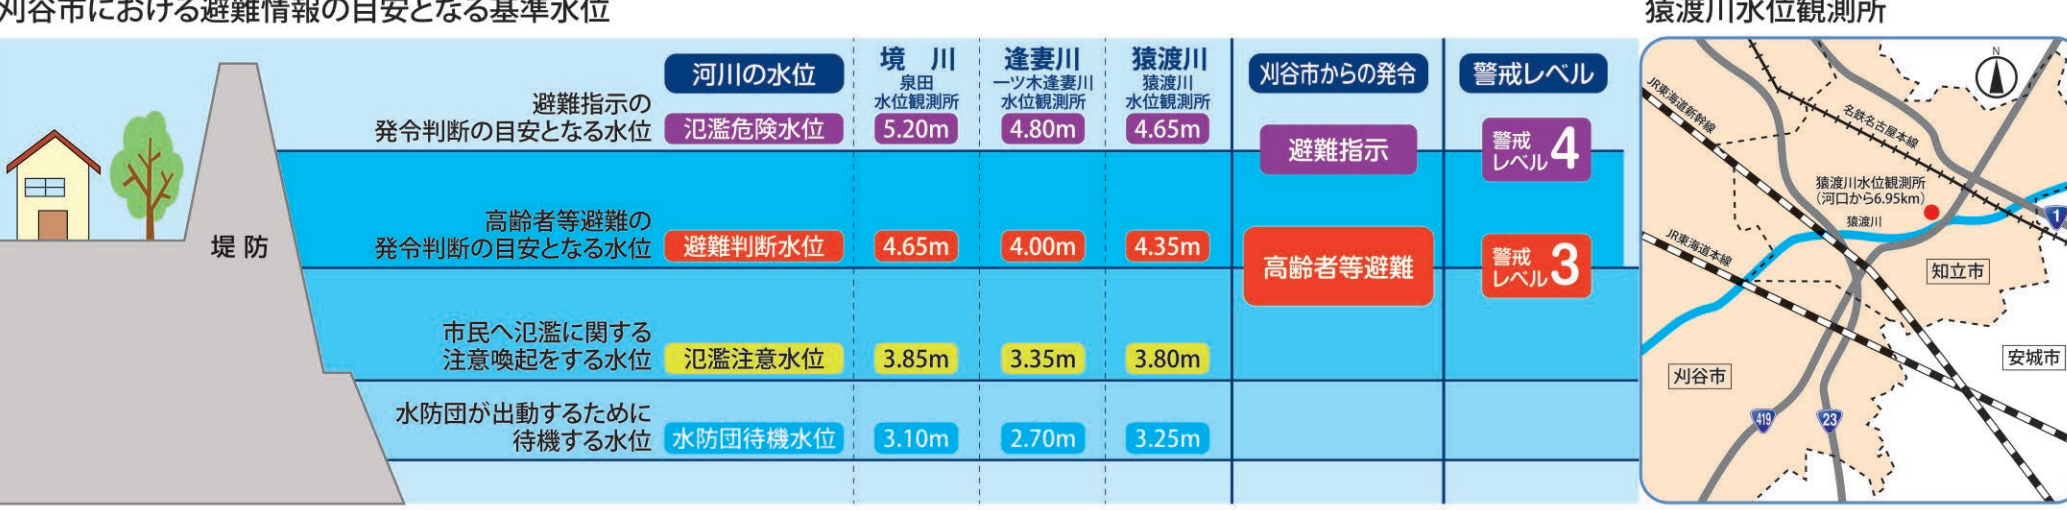 刈谷市における避難情報の目安となる基準水位
河川の水位
境 川
泉田
水位観測所
逢妻川
一ツ木逢妻川
水位観測所
猿渡川
猿渡川
水位観測所
刈谷市からの発令
警戒レベル
避難指示の
発令判断の目安となる水位
氾濫危険水位
5.20m
4.80m
4.65m
避難指示
警戒
レベル4
高齢者等避難の
発令判断の目安となる水位
避難判断水位
4.65m
4.00m
4.35m
高齢者等避難
警戒
レベル3
堤防
市民へ氾濫に関する
注意喚起をする水位
氾濫注意水位
3.85m
3.35m
3.80m
水防団が出動するために
待機する水位
水防団待機水位
3.10m
2.70m
3.25m
猿渡川水位観測所
N
JR東海道新幹線
名鉄名古屋本線
猿渡川水位観測所
(河口から6.95km)
猿渡川
1
JR東海道本線
知立市
安城市
刈谷市
419
23